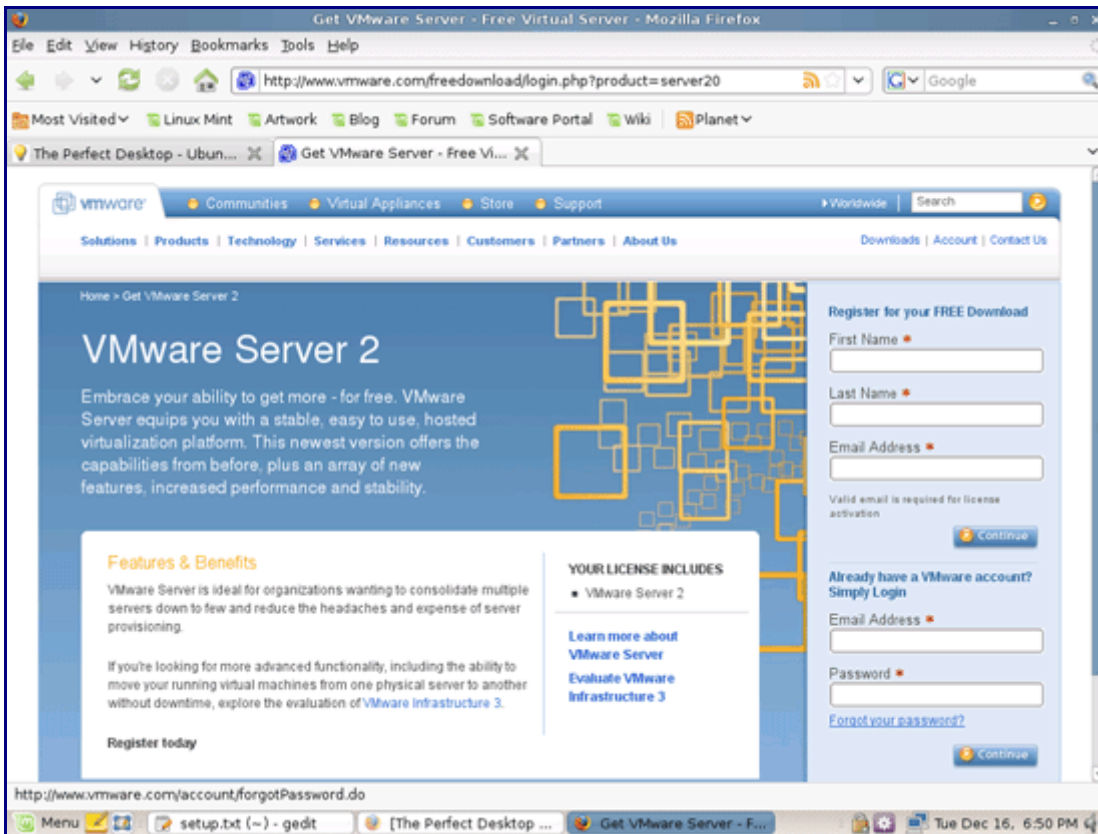 Get VMware Server - Free Virtual Server - Mozilla Firefox
File Edit View History Bookmarks Tools Help
http://www.vmware.com/freedownload/login.php?product=server20
Google
Most Visited Linux Mint Artwork Blog Forum Software Portal Wiki Planet
The Perfect Desktop - Ubun... Get VMware Server - Free Vi...
vmware Communities Virtual Appliances Store Support Worldwide Search
Solutions | Products | Technology | Services | Resources | Customers | Partners | About Us
Downloads | Account | Contact Us
Home > Get VMware Server 2
VMware Server 2
Embrace your ability to get more - for free. VMware
Server equips you with a stable, easy to use, hosted
virtualization platform. This newest version offers the
capabilities from before, plus an array of new
features, increased performance and stability.
Features & Benefits
VMware Server is ideal for organizations wanting to consolidate multiple
servers down to few and reduce the headaches and expense of server
provisioning.
If you're looking for more advanced functionality, including the ability to
move your running virtual machines from one physical server to another
without downtime, explore the evaluation of VMware Infrastructure 3.
Register today
YOUR LICENSE INCLUDES
▪ VMware Server 2
Learn more about
VMware Server
Evaluate VMware
Infrastructure 3
Register for your FREE Download
First Name *
Last Name *
Email Address *
Valid email is required for license
activation
Continue
Already have a VMware account?
Simply Login
Email Address *
Password *
Forgot your password?
Continue
http://www.vmware.com/account/forgotPassword.do
Menu setup.txt (~) - gedit [The Perfect Desktop ... Get VMware Server - F... Tue Dec 16, 6:50 PM